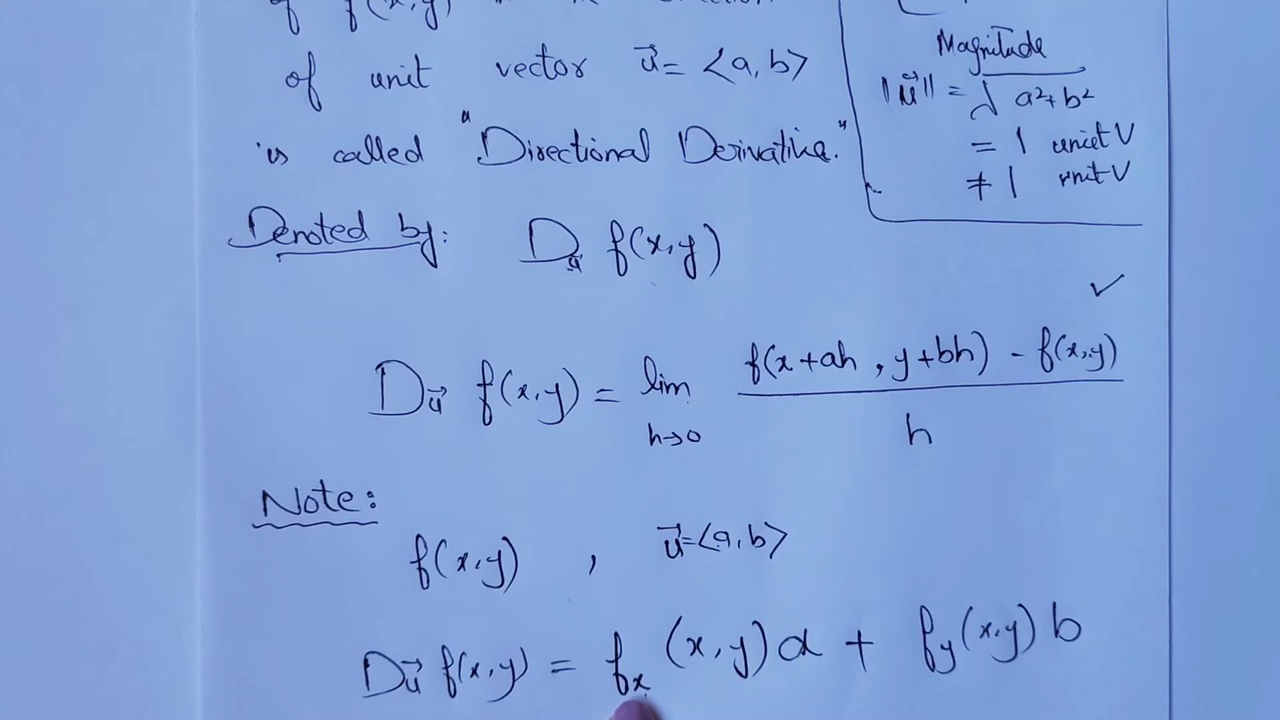 of f(x,y)
of unit vector u⃗= <a,b>
is called "Directional Derivative."
Denoted by: Du f(x,y)
Magnitude
||u⃗|| = √a²+b²
= 1 unit V
≠ 1 unit V
✓
Du⃗ f(x,y) = lim h→0 f(x+ah, y+bh) - f(x,y) / h
Note:
f(x,y) , u⃗=<a,b>
Du⃗ f(x,y) = fx (x,y) a + fy(x,y) b